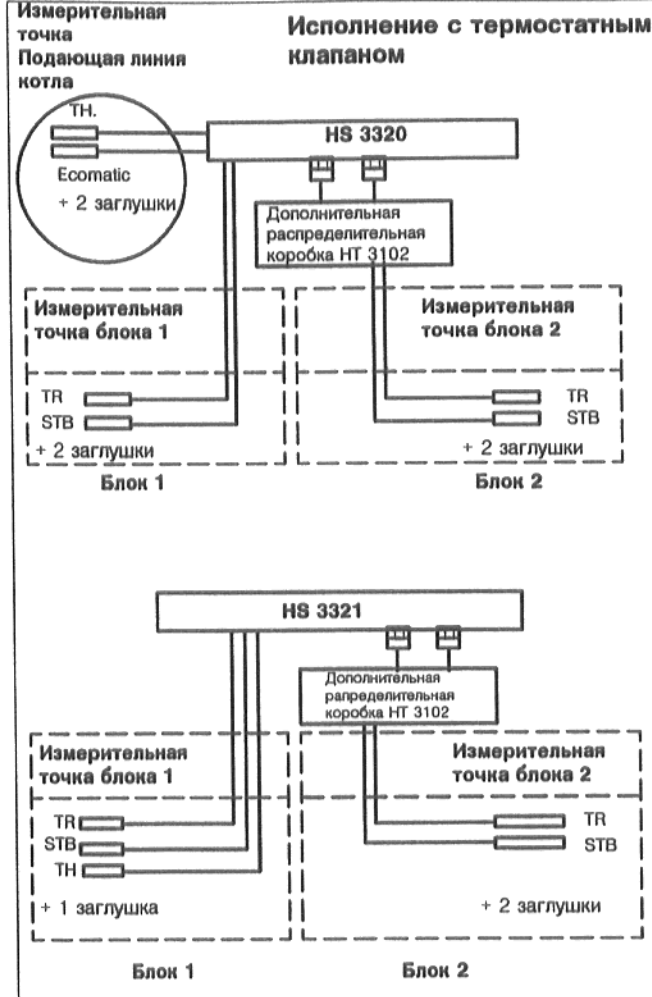 Измерительная
точка
Подающая линия
котла
Исполнение с термостатным
клапаном
TH.
Ecomatic
+ 2 заглушки
HS 3320
Дополнительная
распределительная
коробка HT 3102
Измерительная
точка блока 1
TR
STB
+ 2 заглушки
Блок 1
Измерительная
точка блока 2
TR
STB
+ 2 заглушки
Блок 2
HS 3321
Дополнительная
рапределительная
коробка HT 3102
Измерительная
точка блока 1
TR
STB
TH
+ 1 заглушка
Блок 1
Измерительная
точка блока 2
TR
STB
+ 2 заглушки
Блок 2